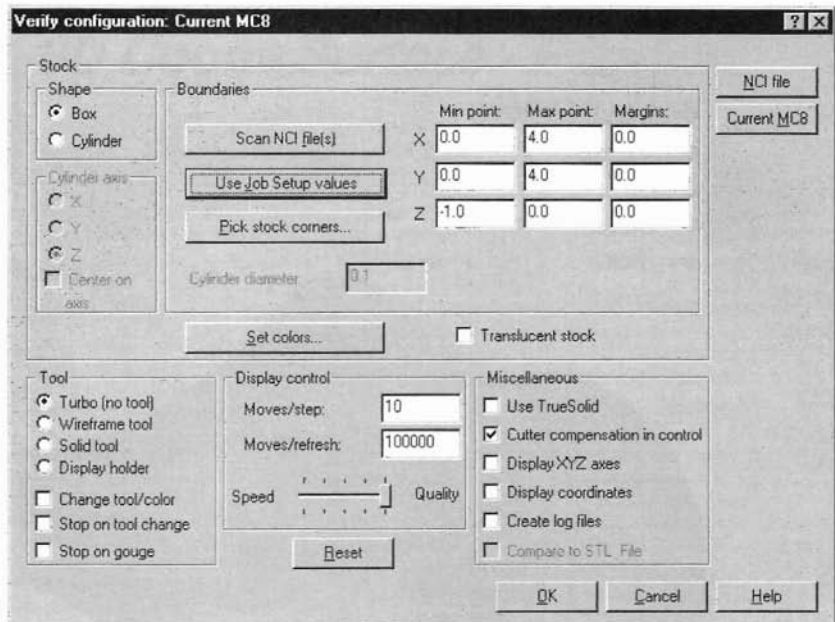 Verify configuration: Current MC8
? X
Stock
Shape
Box
Cylinder
Cylinder axis
X
Y
Z
Center on
axis
Boundaries
Scan NCI file(s)
Use Job Setup values
Pick stock corners...
Min point: Max point: Margins:
X 0.0 4.0 0.0
Y 0.0 4.0 0.0
Z -1.0 0.0 0.0
Cylinder diameter 0.1
Set colors...
Translucent stock
NCI file
Current MC8
Tool
Turbo (no tool)
Wireframe tool
Solid tool
Display holder
Change tool/color
Stop on tool change
Stop on gouge
Display control
Moves/step: 10
Moves/refresh: 100000
Speed Quality
Reset
Miscellaneous
Use TrueSolid
Cutter compensation in control
Display XYZ axes
Display coordinates
Create log files
Compare to STL File
OK Cancel Help